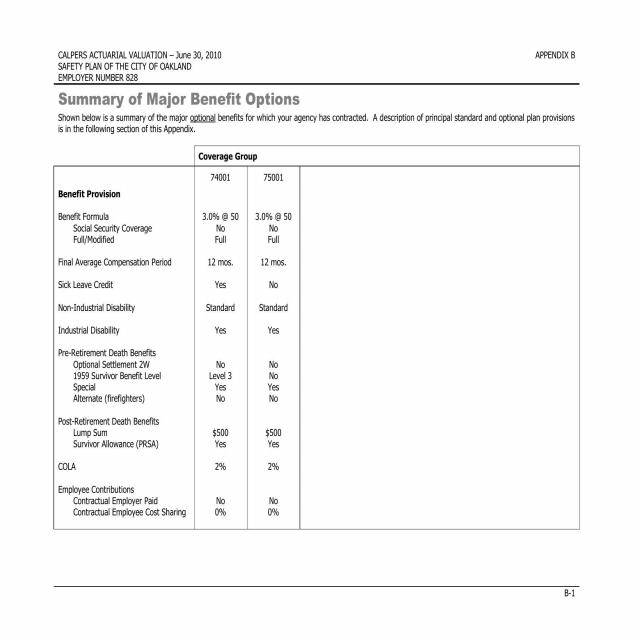 CALPERS ACTUARIAL VALUATION – June 30, 2010 APPENDIX B
SAFETY PLAN OF THE CITY OF OAKLAND
EMPLOYER NUMBER 828
Summary of Major Benefit Options
Shown below is a summary of the major optional benefits for which your agency has contracted. A description of principal standard and optional plan provisions
is in the following section of this Appendix.
Coverage Group
74001 75001
Benefit Provision
Benefit Formula 3.0% @ 50 3.0% @ 50
Social Security Coverage No No
Full/Modified Full Full
Final Average Compensation Period 12 mos. 12 mos.
Sick Leave Credit Yes No
Non-Industrial Disability Standard Standard
Industrial Disability Yes Yes
Pre-Retirement Death Benefits
Optional Settlement 2W No No
1959 Survivor Benefit Level Level 3 No
Special Yes Yes
Alternate (firefighters) No No
Post-Retirement Death Benefits
Lump Sum $500 $500
Survivor Allowance (PRSA) Yes Yes
COLA 2% 2%
Employee Contributions
Contractual Employer Paid No No
Contractual Employee Cost Sharing 0% 0%
B-1